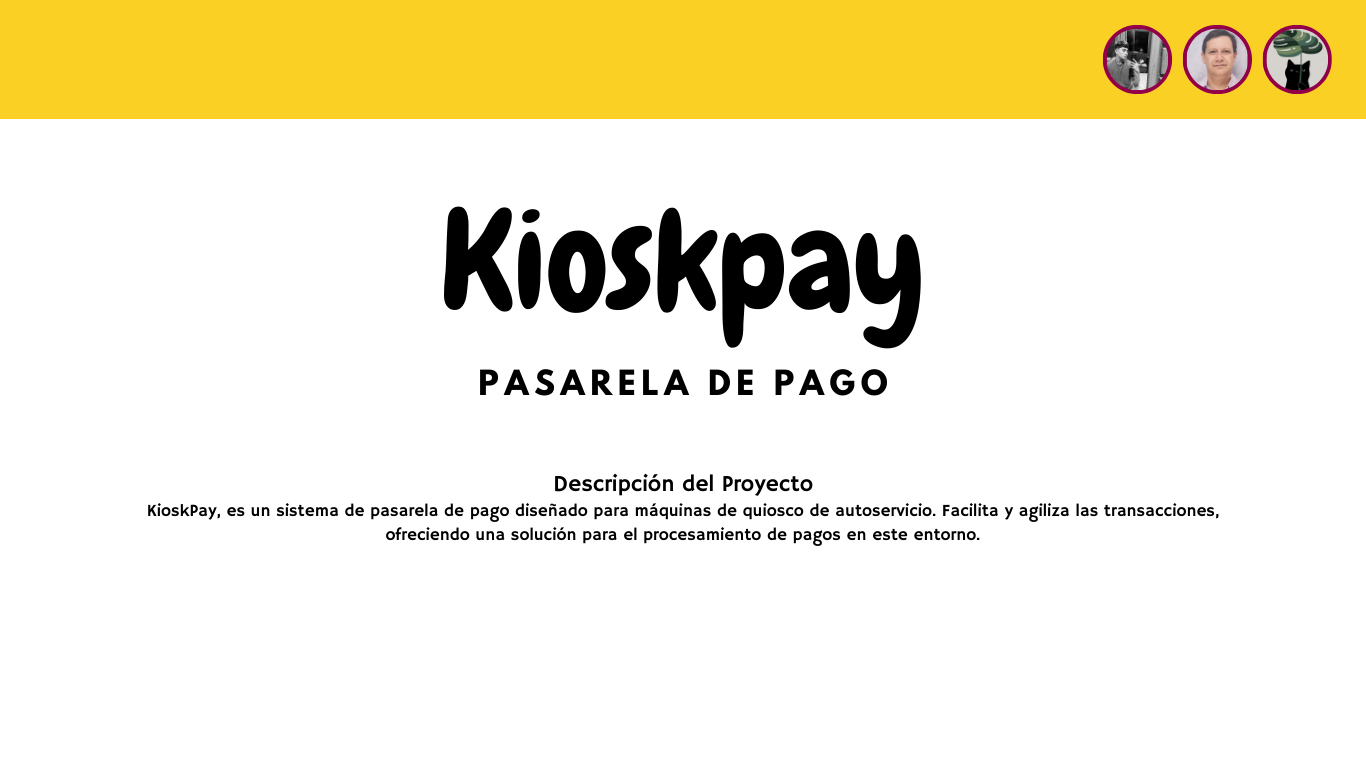 Kioskpay
PASARELA DE PAGO
Descripción del Proyecto
KioskPay, es un sistema de pasarela de pago diseñado para máquinas de quiosco de autoservicio. Facilita y agiliza las transacciones,
ofreciendo una solución para el procesamiento de pagos en este entorno.